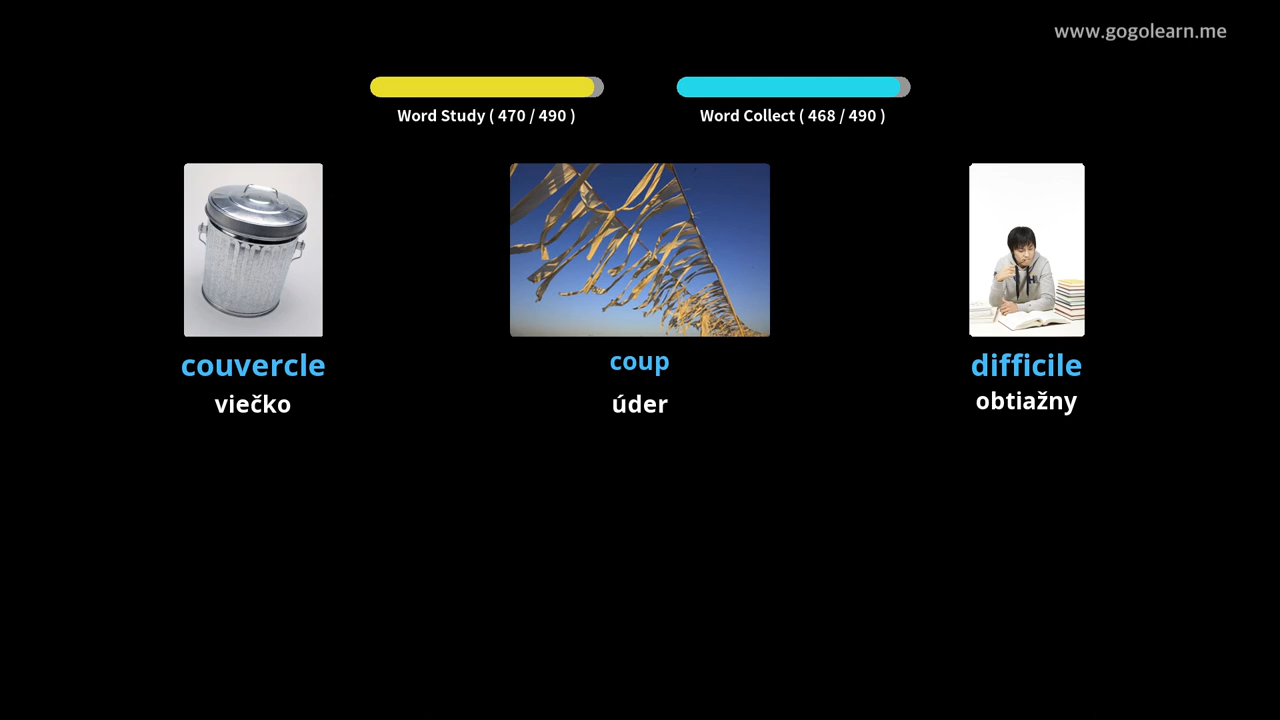 www.gogolearn.me
Word Study ( 470 / 490 )
Word Collect ( 468 / 490 )
couvercle
viečko
coup
úder
difficile
obtiažny